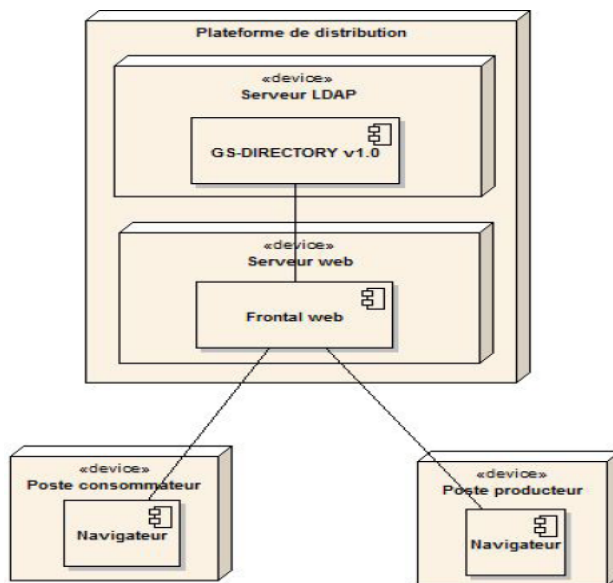 Plateforme de distribution
«device»
Serveur LDAP
GS-DIRECTORY v1.0
«device»
Serveur web
Frontal web
«device»
Poste consommateur
Navigateur
«device»
Poste producteur
Navigateur